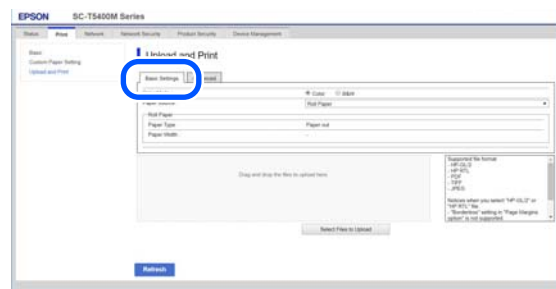 EPSON SC-T5400M Series
Status Print Network Network Security Product Security Device Management
Basic
Custom Paper Setting
Upload and Print
Upload and Print
Basic Settings
Color B&W
Paper Source Roll Paper
Roll Paper
Paper Type Paper out
Paper Width -
Drag and drop the files to upload here.
Supported file format
- HP-GL/2
- HP RTL
- PDF
- TIFF
- JPEG
Notices when you select "HP-GL/2" or
"HP RTL" file
- "Borderless" setting in "Page Margins
option" is not supported.
Select Files to Upload
Refresh